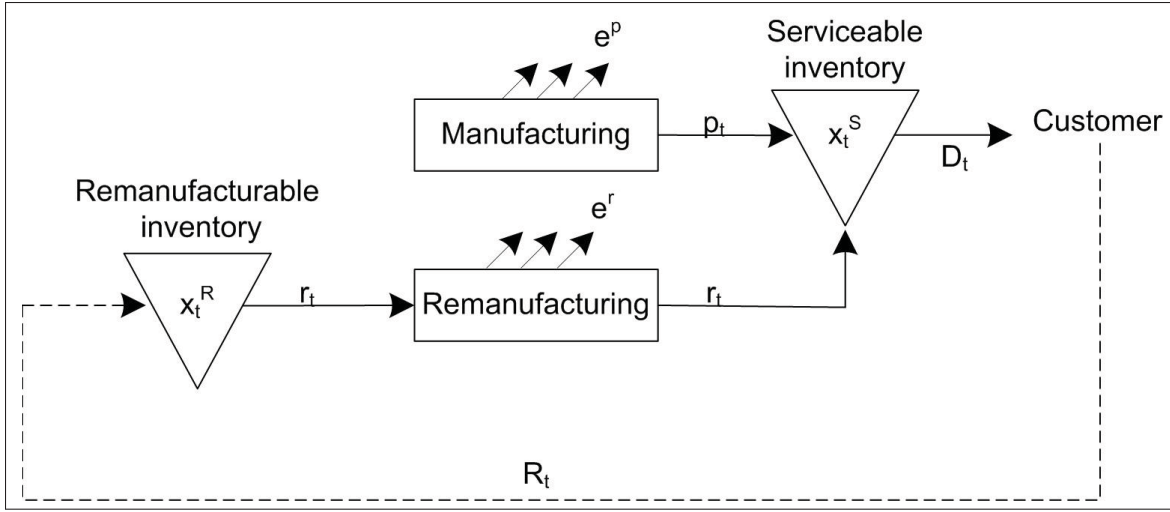 e^p
Serviceable
inventory
Manufacturing
p_t
x_t^S
D_t
Customer
Remanufacturable
inventory
e^r
x_t^R
r_t
Remanufacturing
r_t
R_t